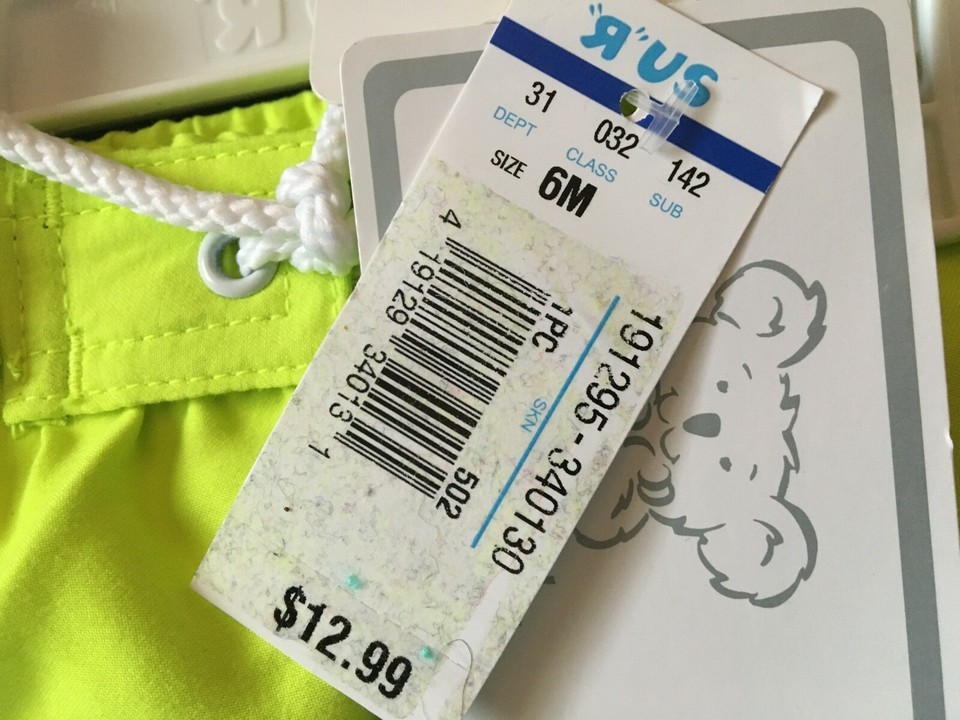 "R"US
31 032 142
DEPT CLASS SUB
SIZE 6M
191295-340130
SKN
1PC 502
4 19129 34013 1
$12.99